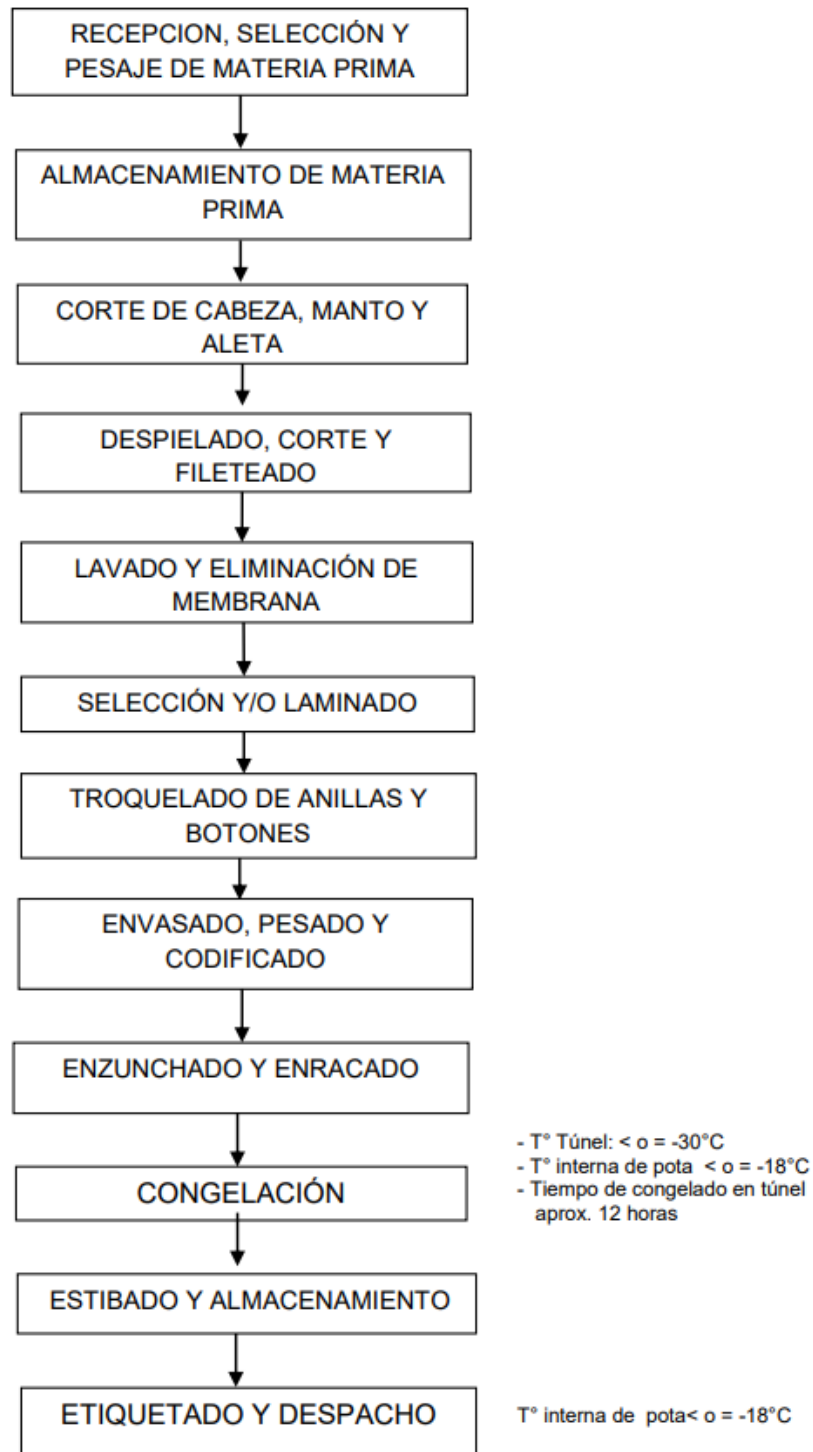 RECEPCION, SELECCIÓN Y
PESAJE DE MATERIA PRIMA
ALMACENAMIENTO DE MATERIA
PRIMA
CORTE DE CABEZA, MANTO Y
ALETA
DESPIELADO, CORTE Y
FILETEADO
LAVADO Y ELIMINACIÓN DE
MEMBRANA
SELECCIÓN Y/O LAMINADO
TROQUELADO DE ANILLAS Y
BOTONES
ENVASADO, PESADO Y
CODIFICADO
ENZUNCHADO Y ENRACADO
CONGELACIÓN
- T° Túnel: < o = -30°C
- T° interna de pota < o = -18°C
- Tiempo de congelado en túnel
aprox. 12 horas
ESTIBADO Y ALMACENAMIENTO
ETIQUETADO Y DESPACHO
T° interna de pota< o = -18°C